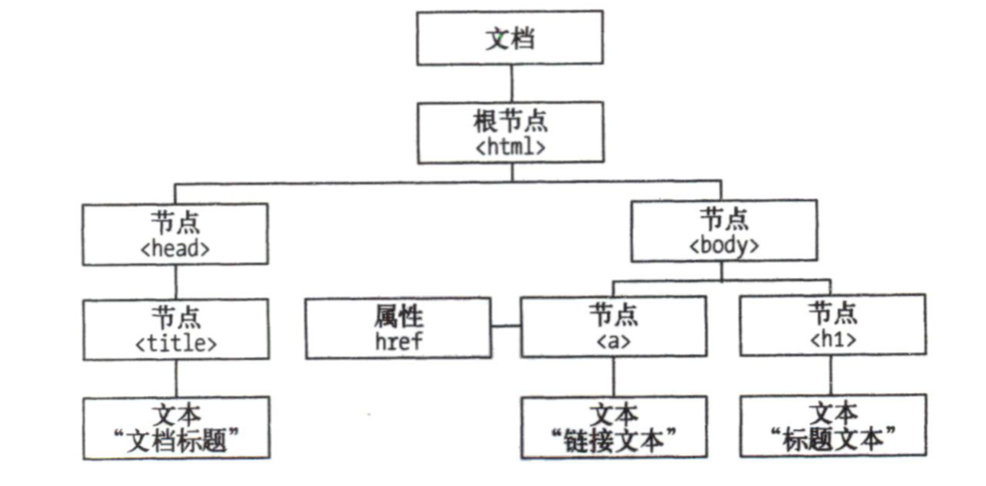 文档
根节点
<html>
节点
<head>
节点
<body>
节点
<title>
属性
href
节点
<a>
节点
<h1>
文本
“文档标题”
文本
“链接文本”
文本
“标题文本”